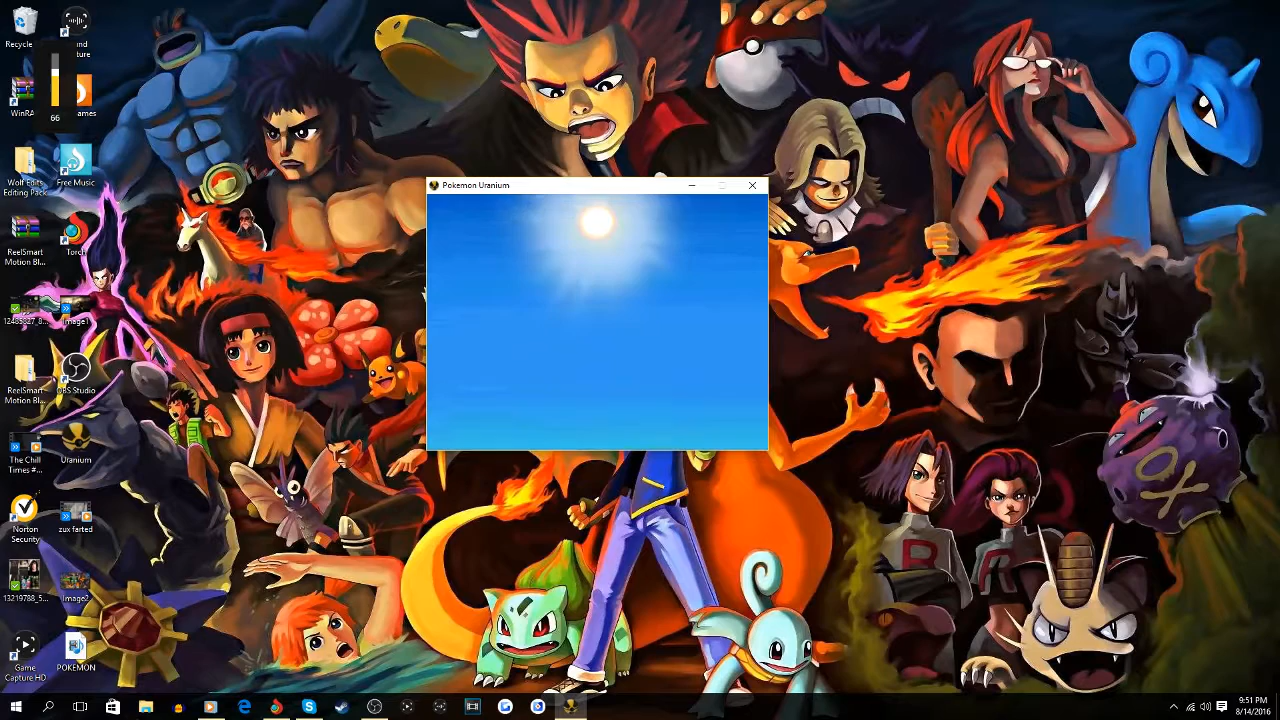 Recycle
WinRA
66
ames
Wolf Edits
Editing Pack
Free Music
ReelSmart
Motion Bl...
Torch
12485827_8...
Image1
ReelSmart
Motion Bl...
OBS Studio
The Chill
Times #...
Uranium
Norton
Security
zux farted
13219788_5...
Image2
Game
Capture HD
POKEMON
Pokemon Uranium
R
R
9:51 PM
8/14/2016